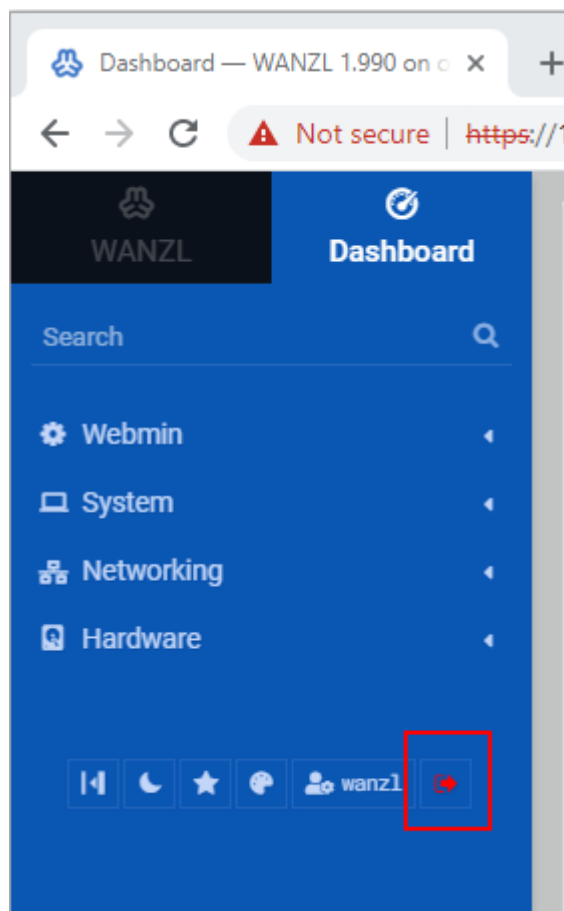 Dashboard — WANZL 1.990 on
Not secure | https://
WANZL
Dashboard
Search
Webmin
System
Networking
Hardware
wanzl